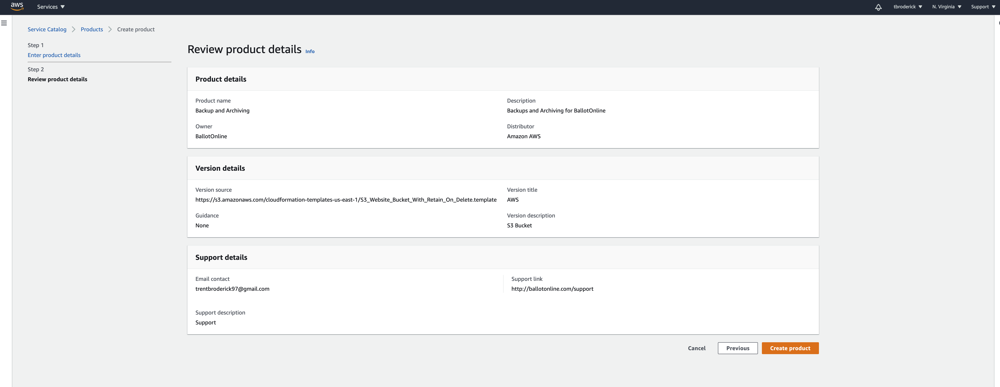 aws Services tbroderick N. Virginia Support
Service Catalog Products Create product
Step 1
Enter product details
Step 2
Review product details
Review product details Info
Product details
Product name
Backup and Archiving
Description
Backups and Archiving for BallotOnline
Owner
BallotOnline
Distributor
Amazon AWS
Version details
Version source
https://s3.amazonaws.com/cloudformation-templates-us-east-1/S3_Website_Bucket_With_Retain_On_Delete.template
Version title
AWS
Guidance
None
Version description
S3 Bucket
Support details
Email contact
trentbroderick97@gmail.com
Support link
http://ballotonline.com/support
Support description
Support
Cancel Previous Create product